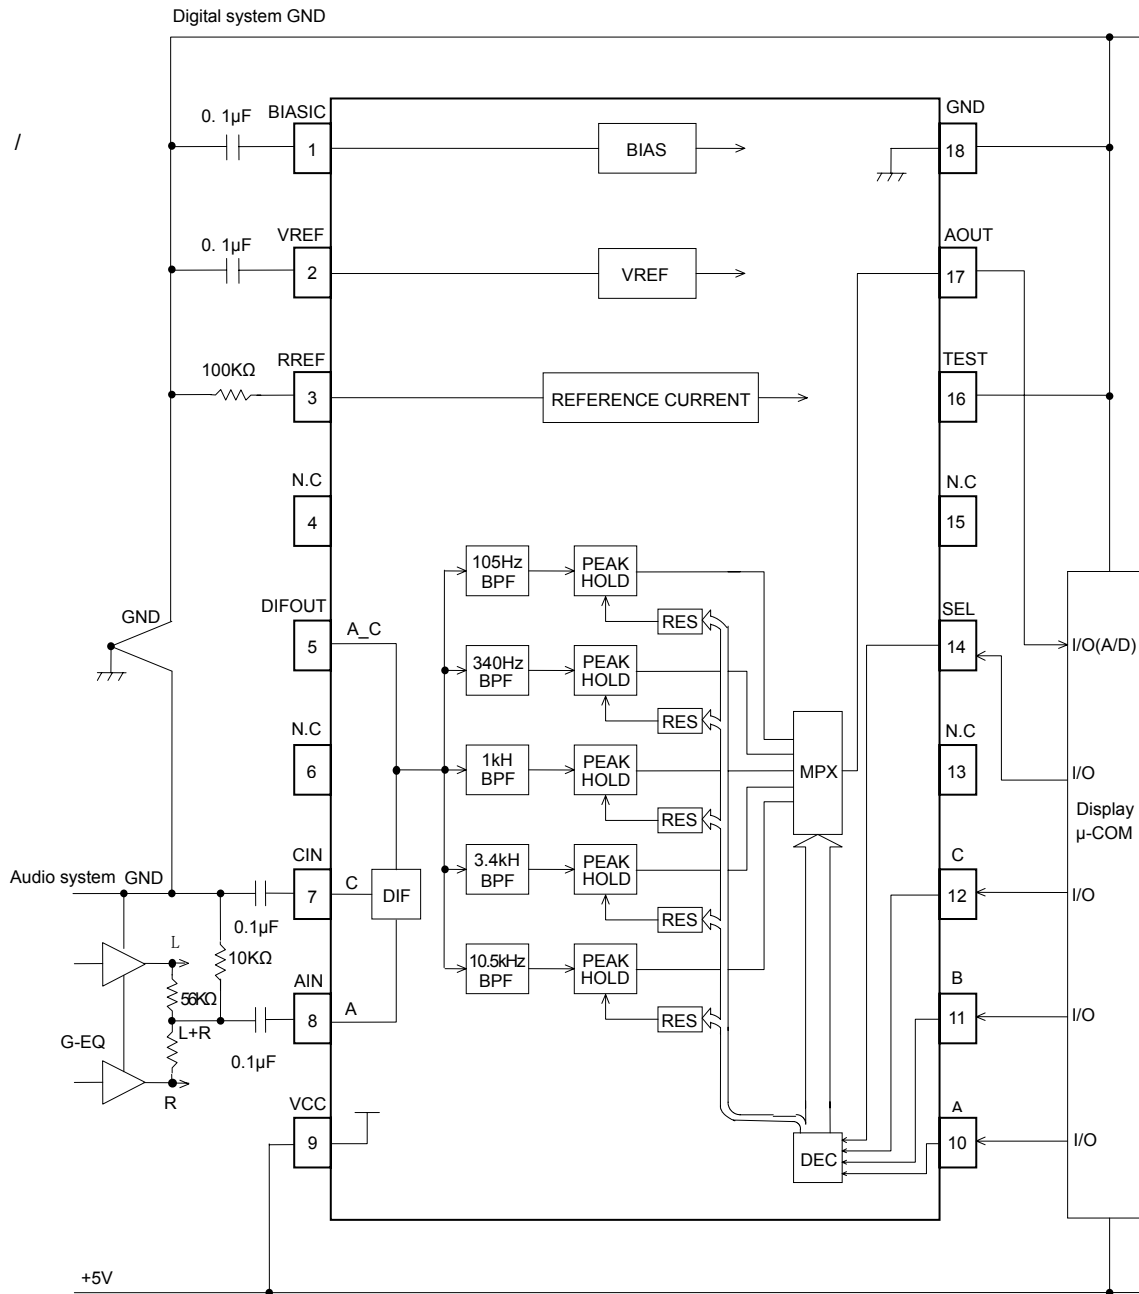 Digital system GND
/
0. 1µF
BIASIC
1
BIAS
GND
18
0. 1µF
VREF
2
VREF
AOUT
17
100KΩ
RREF
3
REFERENCE CURRENT
TEST
16
N.C
4
N.C
15
105Hz
BPF
PEAK
HOLD
RES
GND
DIFOUT
5
A_C
340Hz
BPF
PEAK
HOLD
RES
SEL
14
I/O(A/D)
N.C
6
1kH
BPF
PEAK
HOLD
RES
MPX
N.C
13
I/O
Display
µ-COM
Audio system GND
0.1µF
CIN
7
C
DIF
3.4kH
BPF
PEAK
HOLD
RES
C
12
I/O
L
10KΩ
56KΩ
L+R
G-EQ
R
0.1µF
AIN
8
A
10.5kHz
BPF
PEAK
HOLD
RES
B
11
I/O
VCC
9
DEC
A
10
I/O
+5V